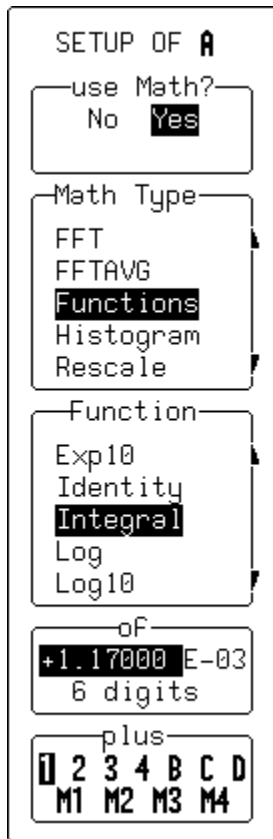 SETUP OF A
use Math?
No Yes
Math Type
FFT
FFTAVG
Functions
Histogram
Rescale
Function
Exp10
Identity
Integral
Log
Log10
of
+1.17000 E-03
6 digits
plus
1 2 3 4 B C D
M1 M2 M3 M4